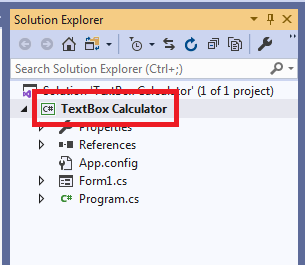 Solution Explorer
Search Solution Explorer (Ctrl+;)
Solution 'TextBox Calculator' (1 of 1 project)
C# TextBox Calculator
Properties
References
App.config
Form1.cs
C# Program.cs